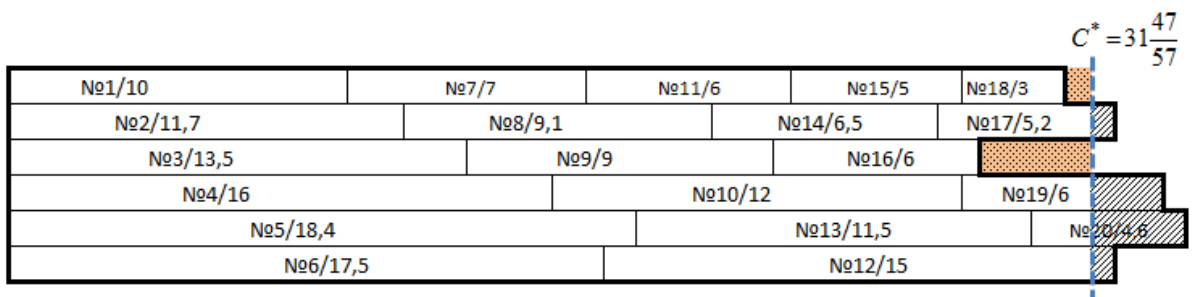 C* = 31 47/57
№1/10 №7/7 №11/6 №15/5 №18/3
№2/11,7 №8/9,1 №14/6,5 №17/5,2
№3/13,5 №9/9 №16/6
№4/16 №10/12 №19/6
№5/18,4 №13/11,5 №20/4,6
№6/17,5 №12/15